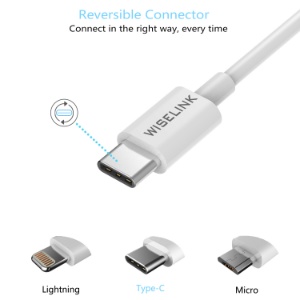 Reversible Connector
Connect in the right way, every time
WISELINK
Lightning
Type-C
Micro